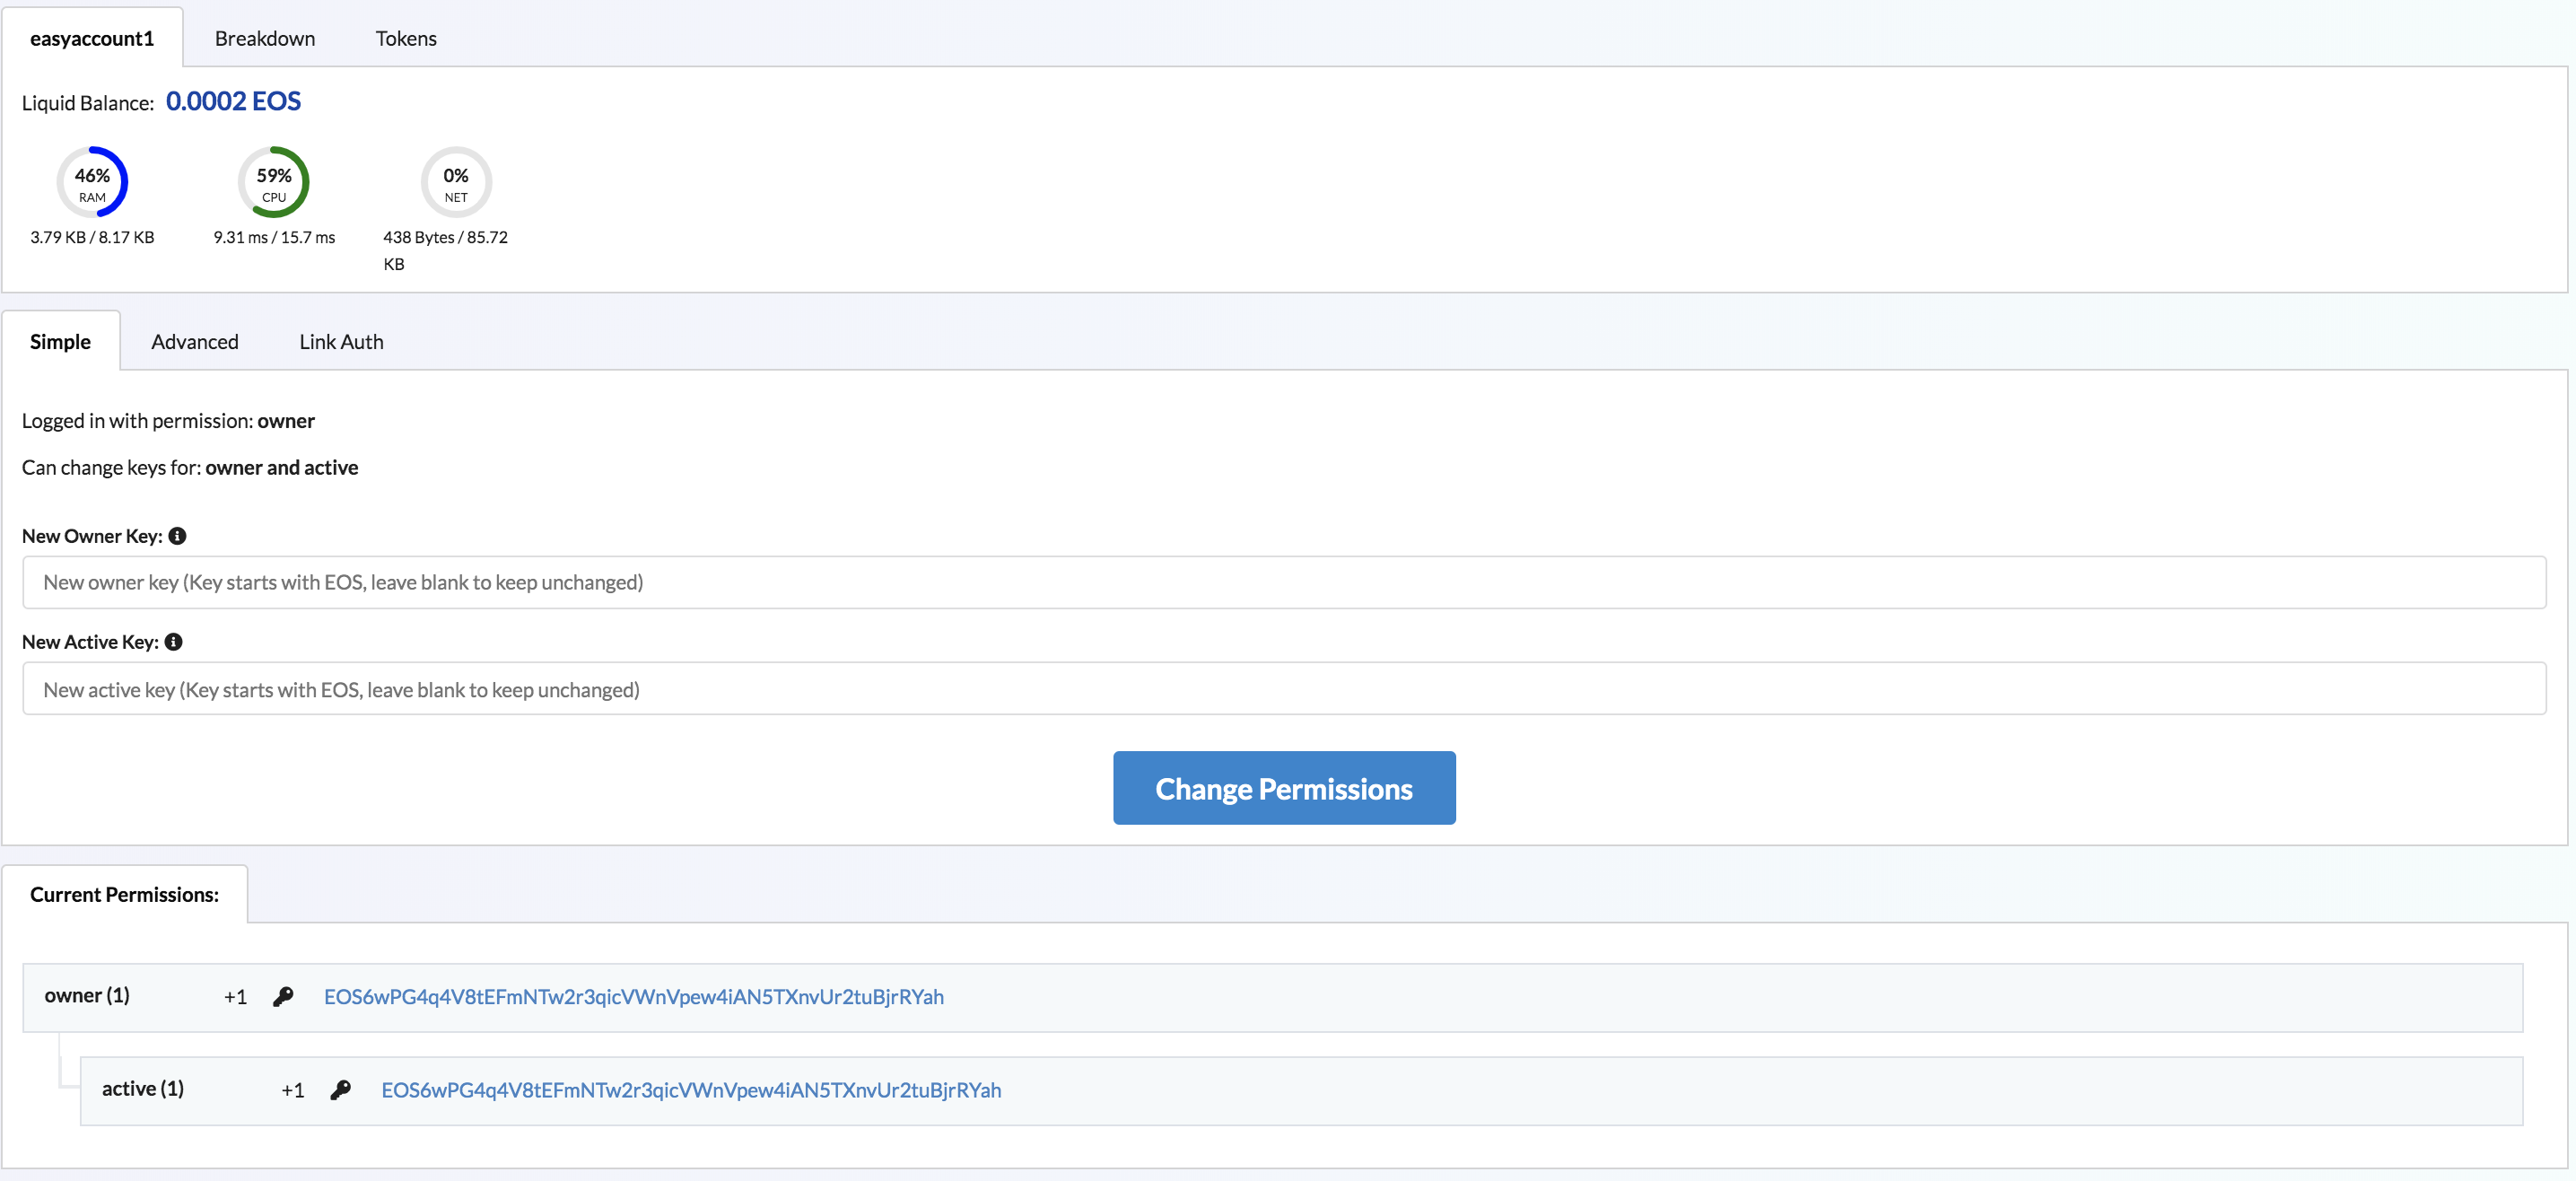 easyaccount1 Breakdown Tokens
Liquid Balance: 0.0002 EOS
46% 59% 0%
RAM CPU NET
3.79 KB / 8.17 KB 9.31 ms / 15.7 ms 438 Bytes / 85.72
KB
Simple Advanced Link Auth
Logged in with permission: owner
Can change keys for: owner and active
New Owner Key:
New owner key (Key starts with EOS, leave blank to keep unchanged)
New Active Key:
New active key (Key starts with EOS, leave blank to keep unchanged)
Change Permissions
Current Permissions:
owner (1) +1 EOS6wPG4q4V8tEFmNTw2r3qicVWnVpew4iAN5TXnvUr2tuBjrRYah
active (1) +1 EOS6wPG4q4V8tEFmNTw2r3qicVWnVpew4iAN5TXnvUr2tuBjrRYah